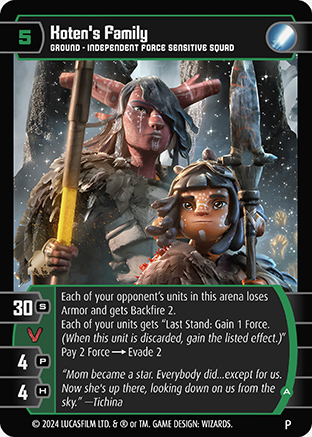 5
Koten's Family
GROUND - INDEPENDENT FORCE SENSITIVE SQUAD
30 S
V
4 P
4 H
Each of your opponent's units in this arena loses
Armor and gets Backfire 2.
Each of your units gets "Last Stand: Gain 1 Force.
(When this unit is discarded, gain the listed effect.)"
Pay 2 Force → Evade 2
"Mom became a star. Everybody did...except for us.
Now she's up there, looking down on us from the
sky." —Tichina
A
© 2024 LUCASFILM LTD. & ® or TM. GAME DESIGN: WIZARDS.
P